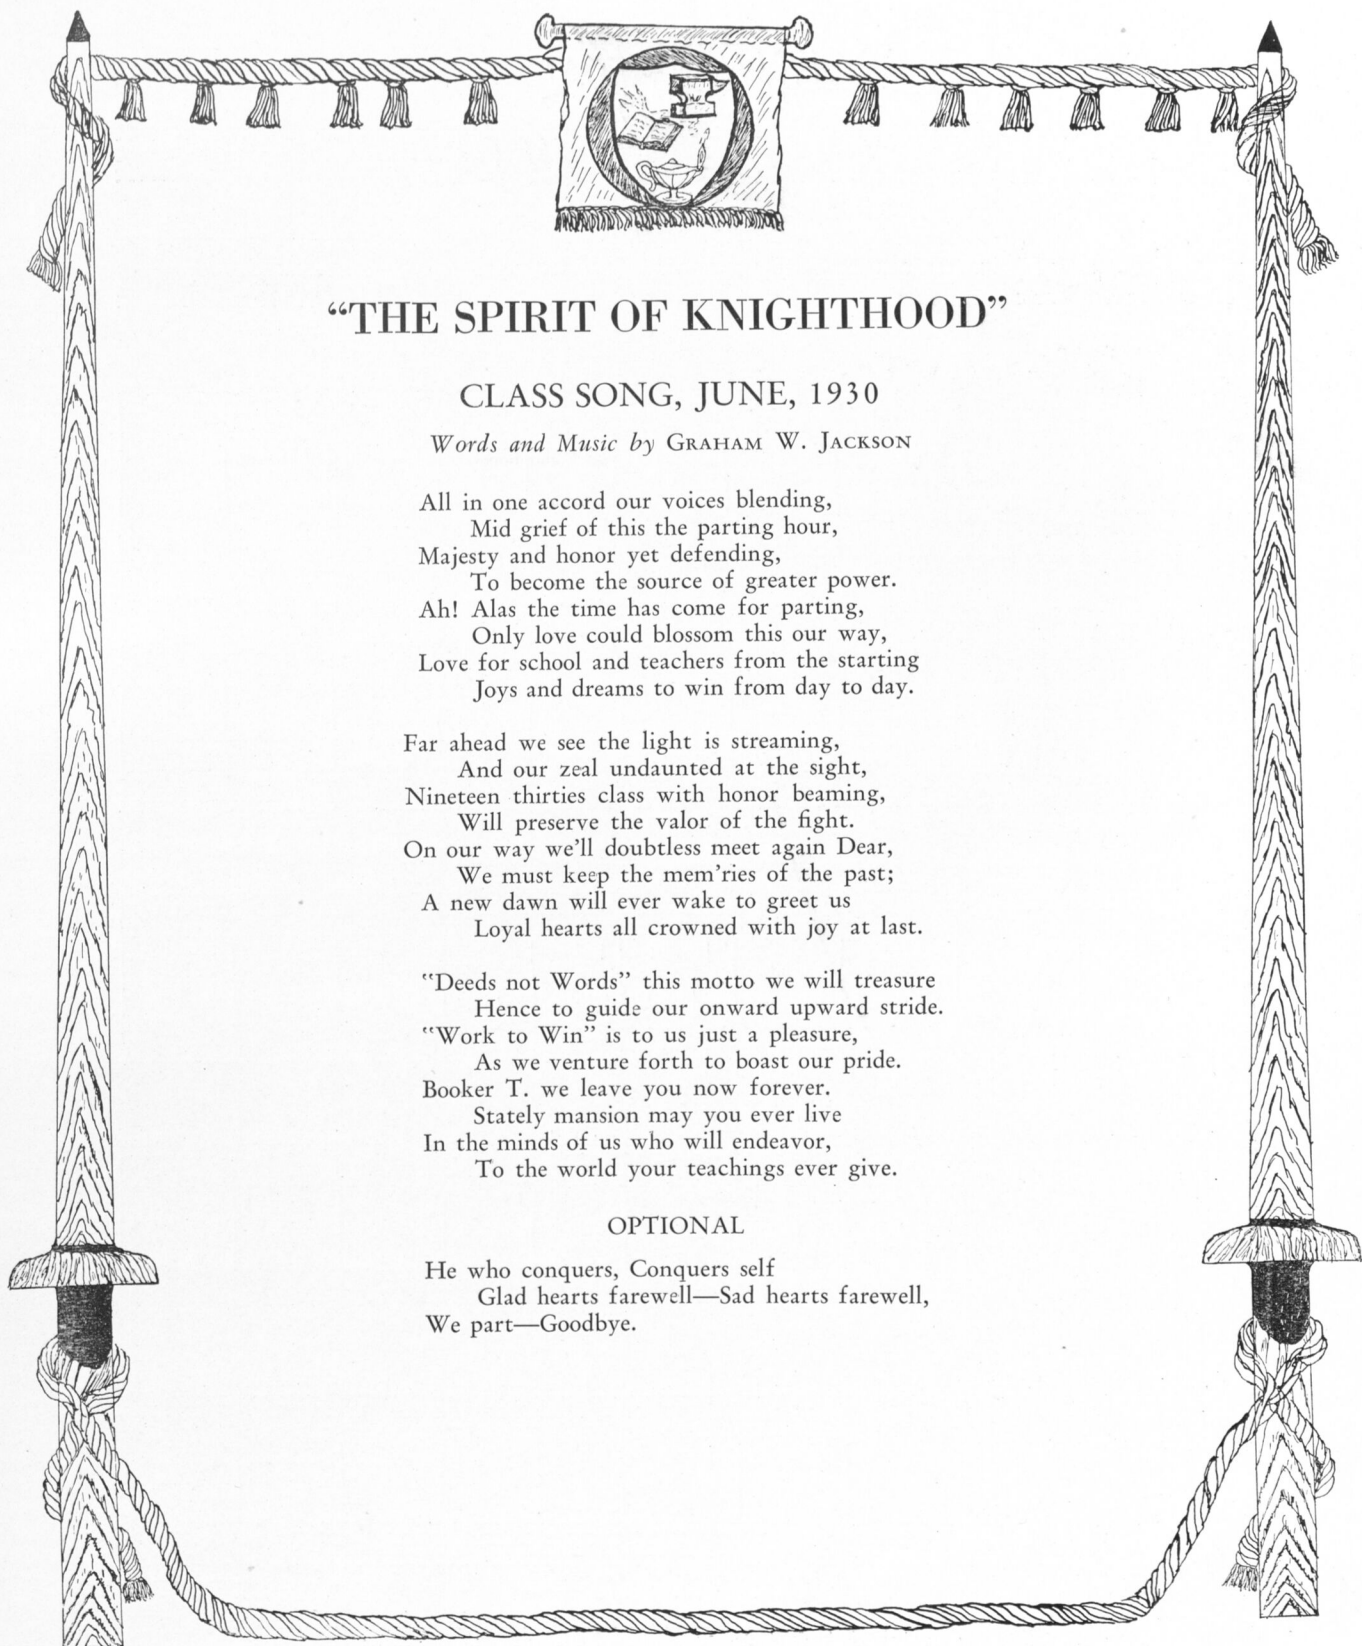 “THE SPIRIT OF KNIGHTHOOD”
CLASS SONG, JUNE, 1930
Words and Music by GRAHAM W. JACKSON
All in one accord our voices blending,
Mid grief of this the parting hour,
Majesty and honor yet defending,
To become the source of greater power.
Ah! Alas the time has come for parting,
Only love could blossom this our way,
Love for school and teachers from the starting
Joys and dreams to win from day to day.
Far ahead we see the light is streaming,
And our zeal undaunted at the sight,
Nineteen thirties class with honor beaming,
Will preserve the valor of the fight.
On our way we’ll doubtless meet again Dear,
We must keep the mem’ries of the past;
A new dawn will ever wake to greet us
Loyal hearts all crowned with joy at last.
“Deeds not Words” this motto we will treasure
Hence to guide our onward upward stride.
“Work to Win” is to us just a pleasure,
As we venture forth to boast our pride.
Booker T. we leave you now forever.
Stately mansion may you ever live
In the minds of us who will endeavor,
To the world your teachings ever give.
OPTIONAL
He who conquers, Conquers self
Glad hearts farewell—Sad hearts farewell,
We part—Goodbye.